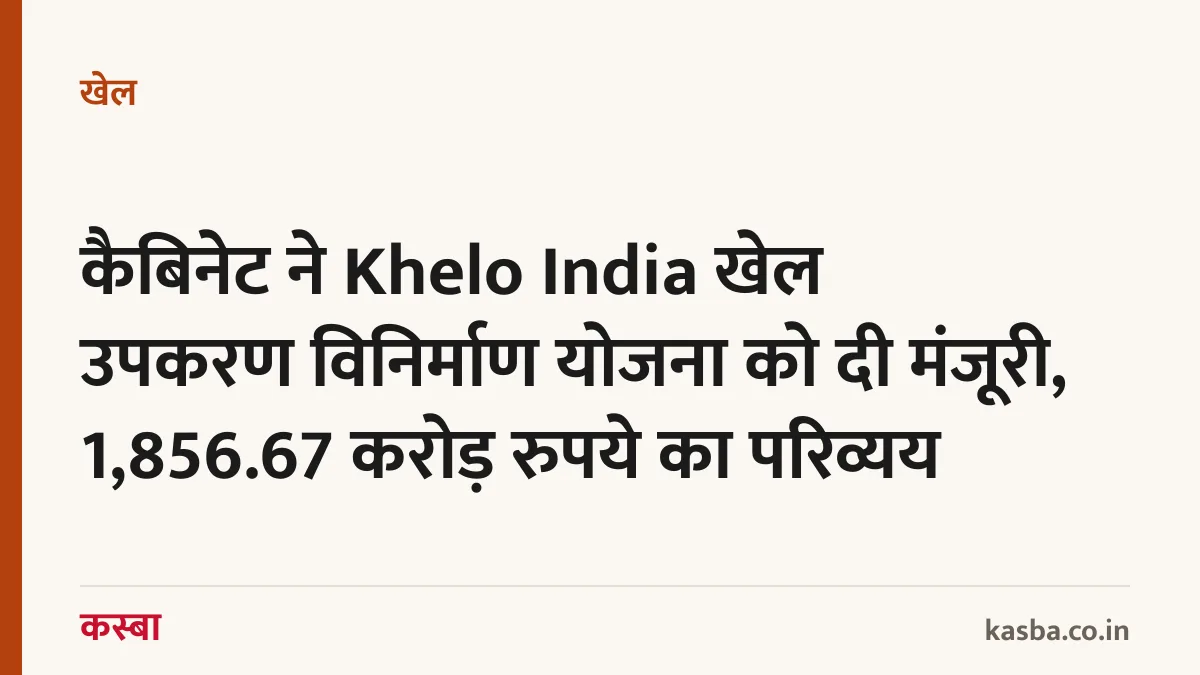 खेल
कैबिनेट ने Khelo India खेल
उपकरण विनिर्माण योजना को दी मंजूरी,
1,856.67 करोड़ रुपये का परिव्यय
कस्बा
kasba.co.in